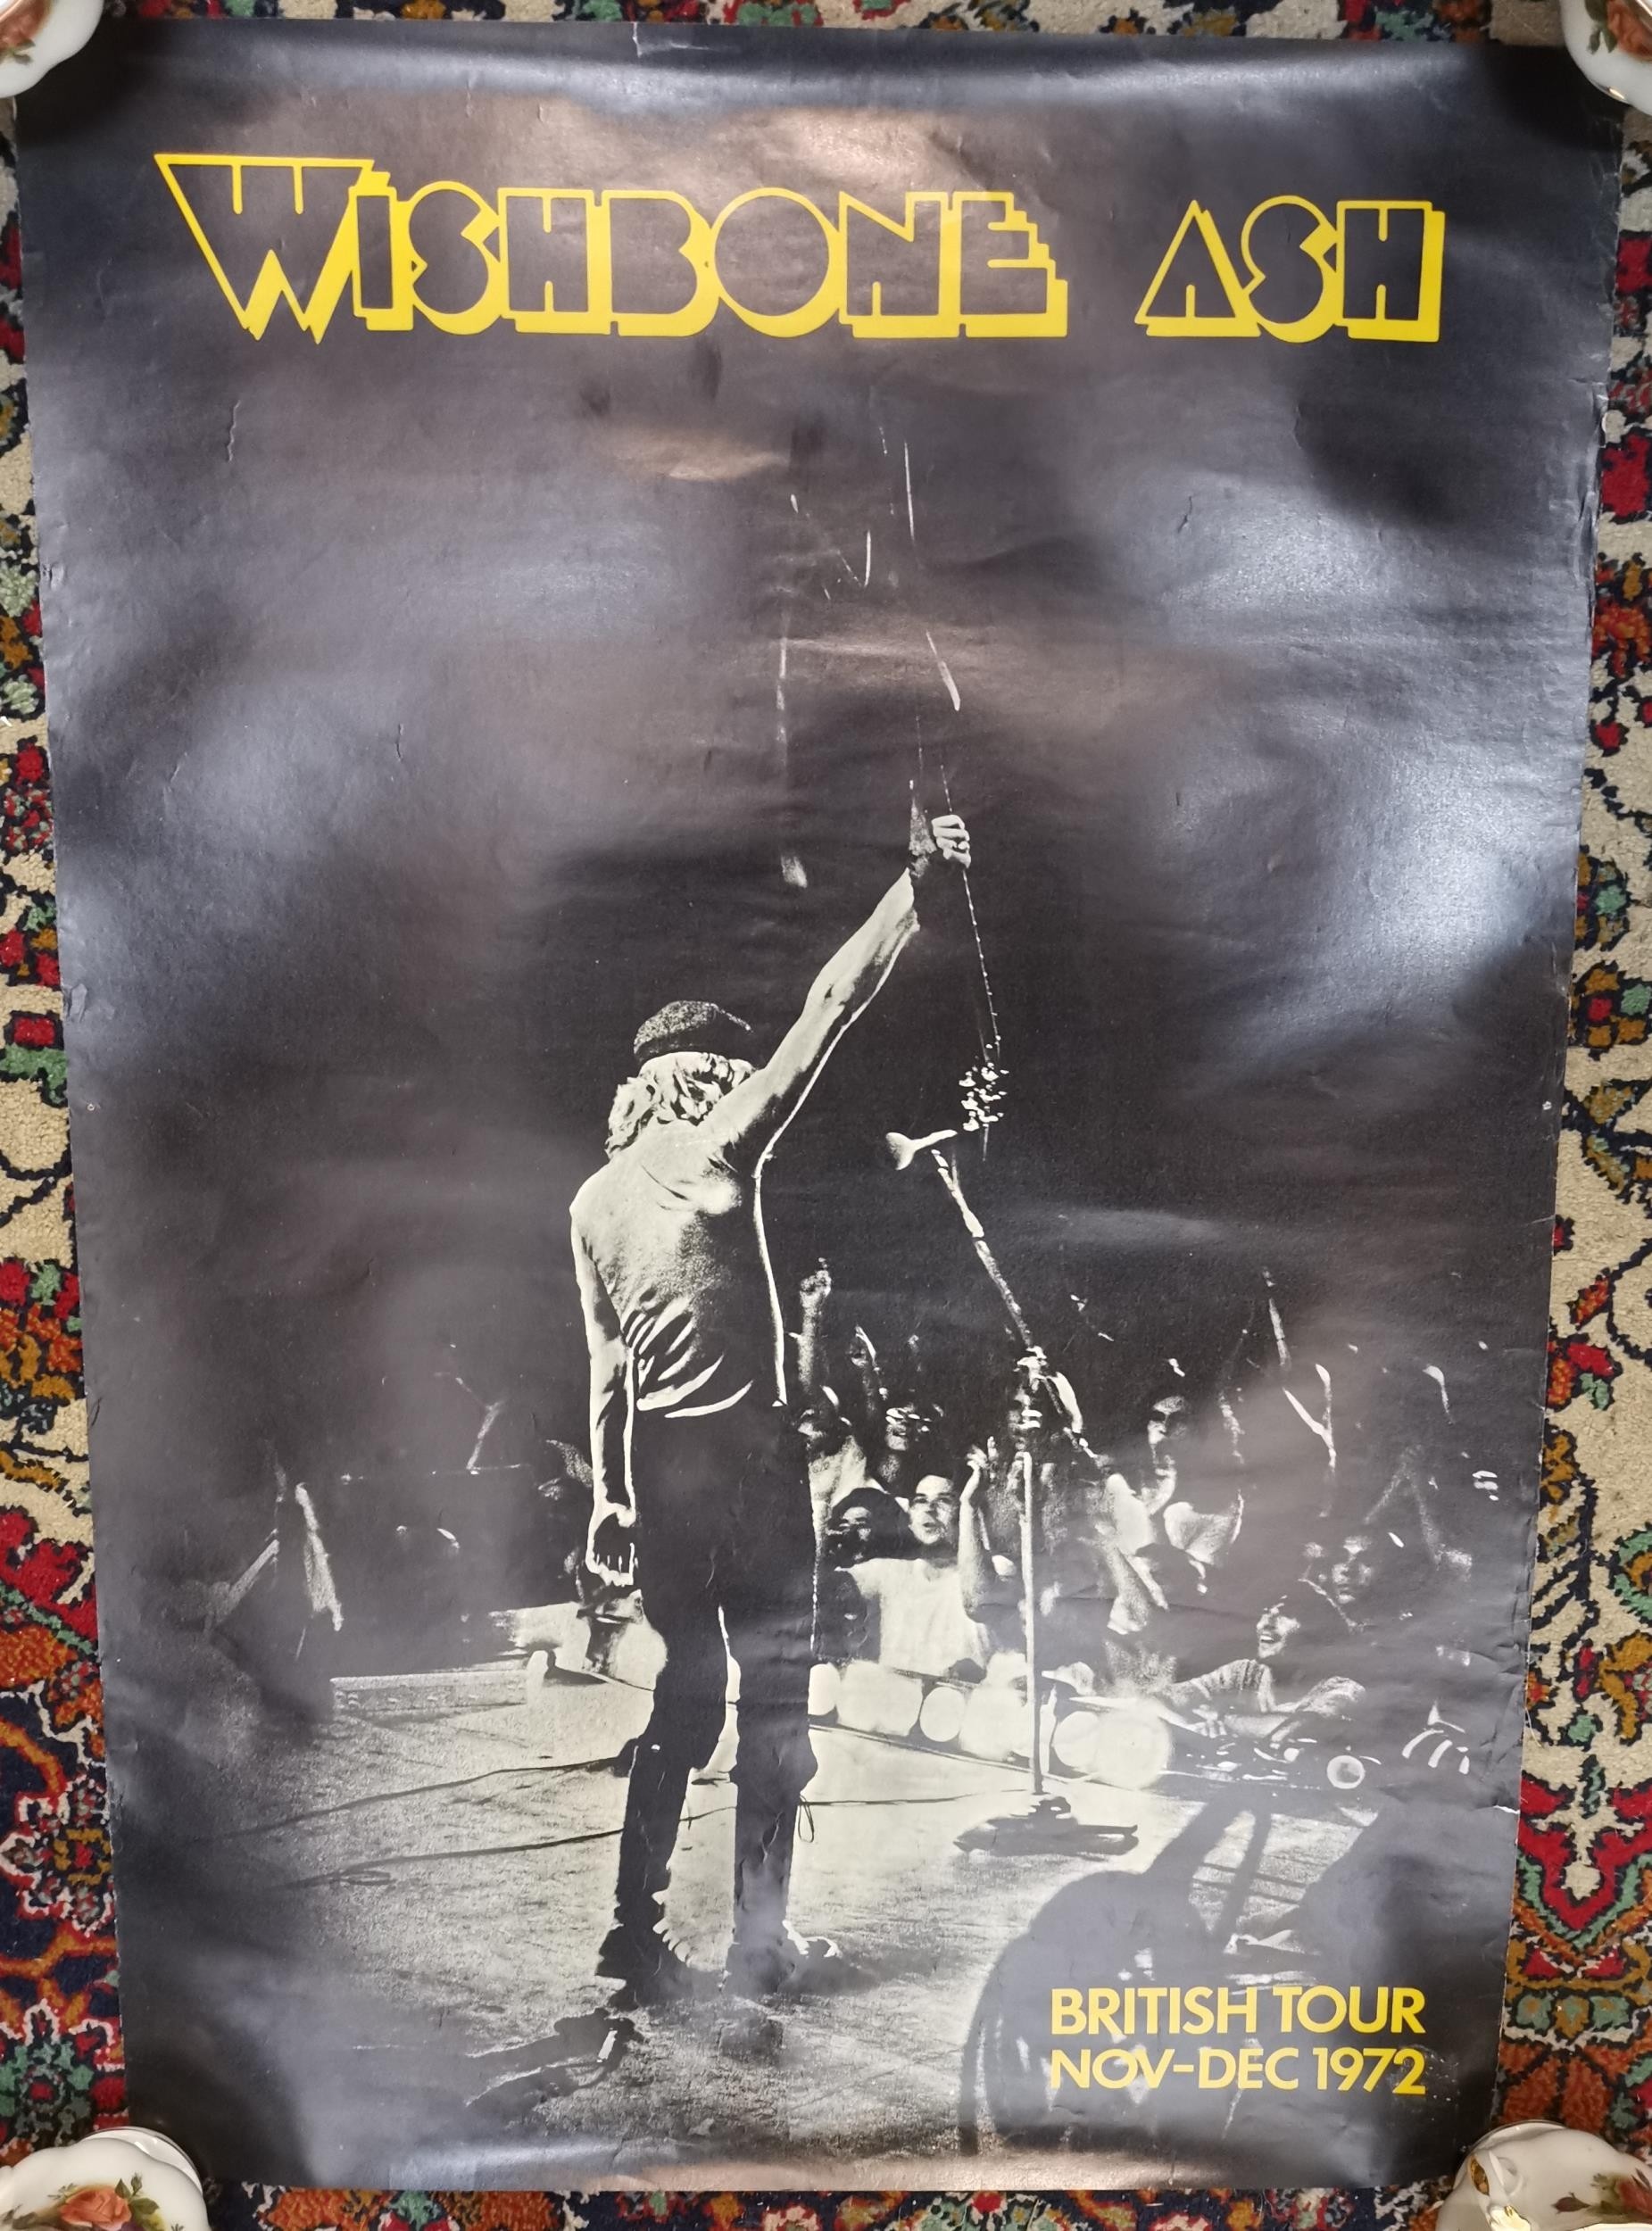 WISHBONE ASH
BRITISH TOUR
NOV-DEC 1972